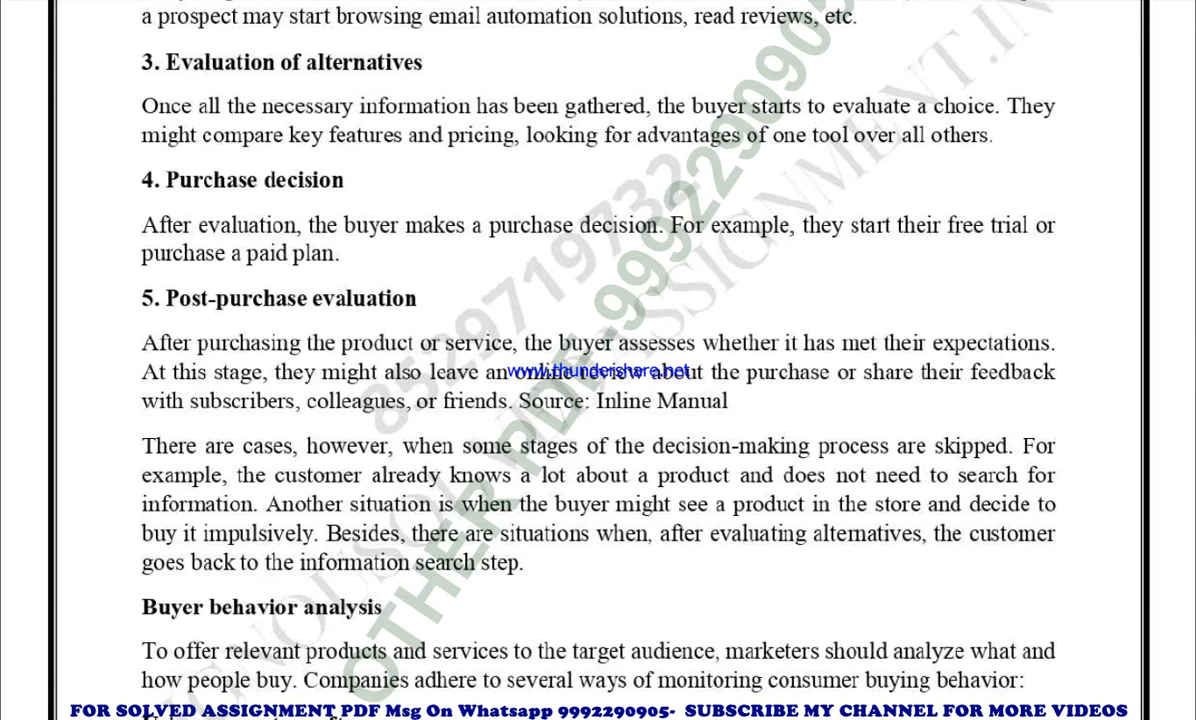 a prospect may start browsing email automation solutions, read reviews, etc.
3. Evaluation of alternatives
Once all the necessary information has been gathered, the buyer starts to evaluate a choice. They
might compare key features and pricing, looking for advantages of one tool over all others.
4. Purchase decision
After evaluation, the buyer makes a purchase decision. For example, they start their free trial or
purchase a paid plan.
5. Post-purchase evaluation
After purchasing the product or service, the buyer assesses whether it has met their expectations.
At this stage, they might also leave an online review about the purchase or share their feedback
www.thundershare.net
with subscribers, colleagues, or friends. Source: Inline Manual
There are cases, however, when some stages of the decision-making process are skipped. For
example, the customer already knows a lot about a product and does not need to search for
information. Another situation is when the buyer might see a product in the store and decide to
buy it impulsively. Besides, there are situations when, after evaluating alternatives, the customer
goes back to the information search step.
Buyer behavior analysis
To offer relevant products and services to the target audience, marketers should analyze what and
how people buy. Companies adhere to several ways of monitoring consumer buying behavior:
8529719732
OTHER PDF-9992290905
FOR SOLVED ASSIGNMENT PDF Msg On Whatsapp 9992290905- SUBSCRIBE MY CHANNEL FOR MORE VIDEOS